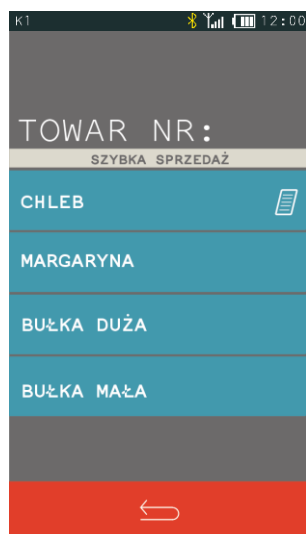 K1 12:00
TOWAR NR:
SZYBKA SPRZEDAŻ
CHLEB
MARGARYNA
BUŁKA DUŻA
BUŁKA MAŁA